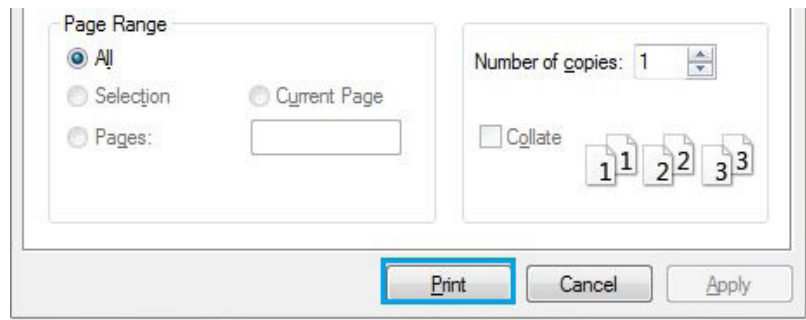 Page Range
All
Selection
Current Page
Pages:
Number of copies: 1
Collate
1 1 2 2 3 3
Print
Cancel
Apply